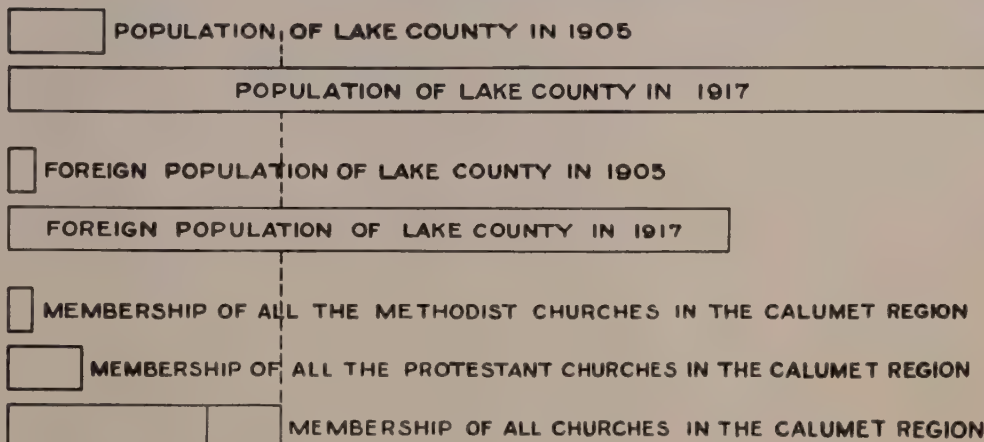 POPULATION OF LAKE COUNTY IN 1905
POPULATION OF LAKE COUNTY IN 1917
FOREIGN POPULATION OF LAKE COUNTY IN 1905
FOREIGN POPULATION OF LAKE COUNTY IN 1917
MEMBERSHIP OF ALL THE METHODIST CHURCHES IN THE CALUMET REGION
MEMBERSHIP OF ALL THE PROTESTANT CHURCHES IN THE CALUMET REGION
MEMBERSHIP OF ALL CHURCHES IN THE CALUMET REGION